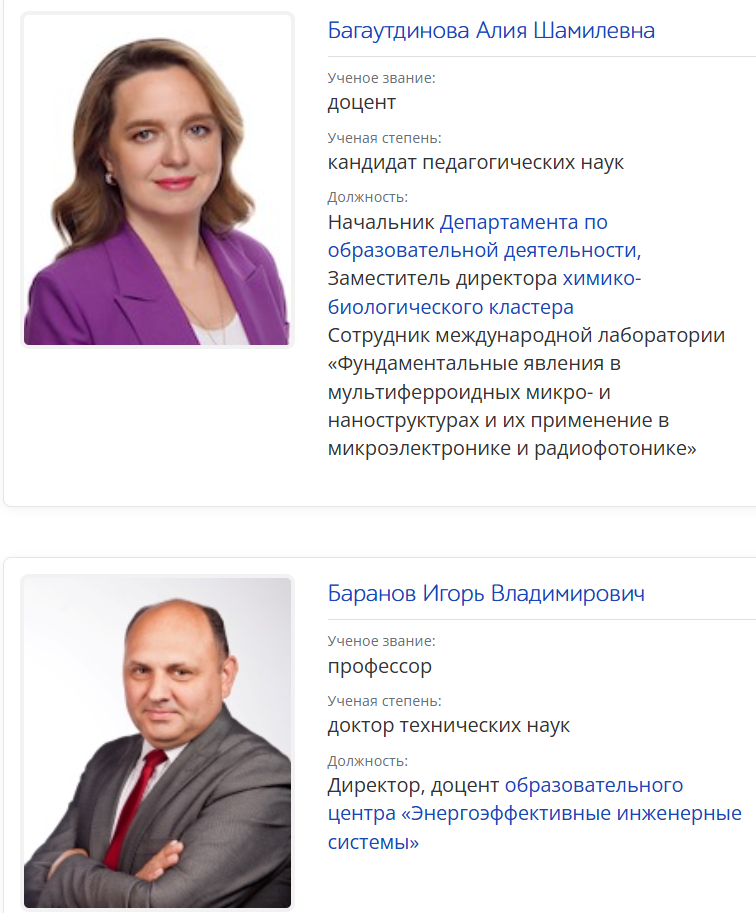 Багаутдинова Алия Шамилевна
Ученое звание:
доцент
Ученая степень:
кандидат педагогических наук
Должность:
Начальник Департамента по
образовательной деятельности,
Заместитель директора химико-
биологического кластера
Сотрудник международной лаборатории
«Фундаментальные явления в
мультиферроидных микро- и
наноструктурах и их применение в
микроэлектронике и радиофотонике»
Баранов Игорь Владимирович
Ученое звание:
профессор
Ученая степень:
доктор технических наук
Должность:
Директор, доцент образовательного
центра «Энергоэффективные инженерные
системы»